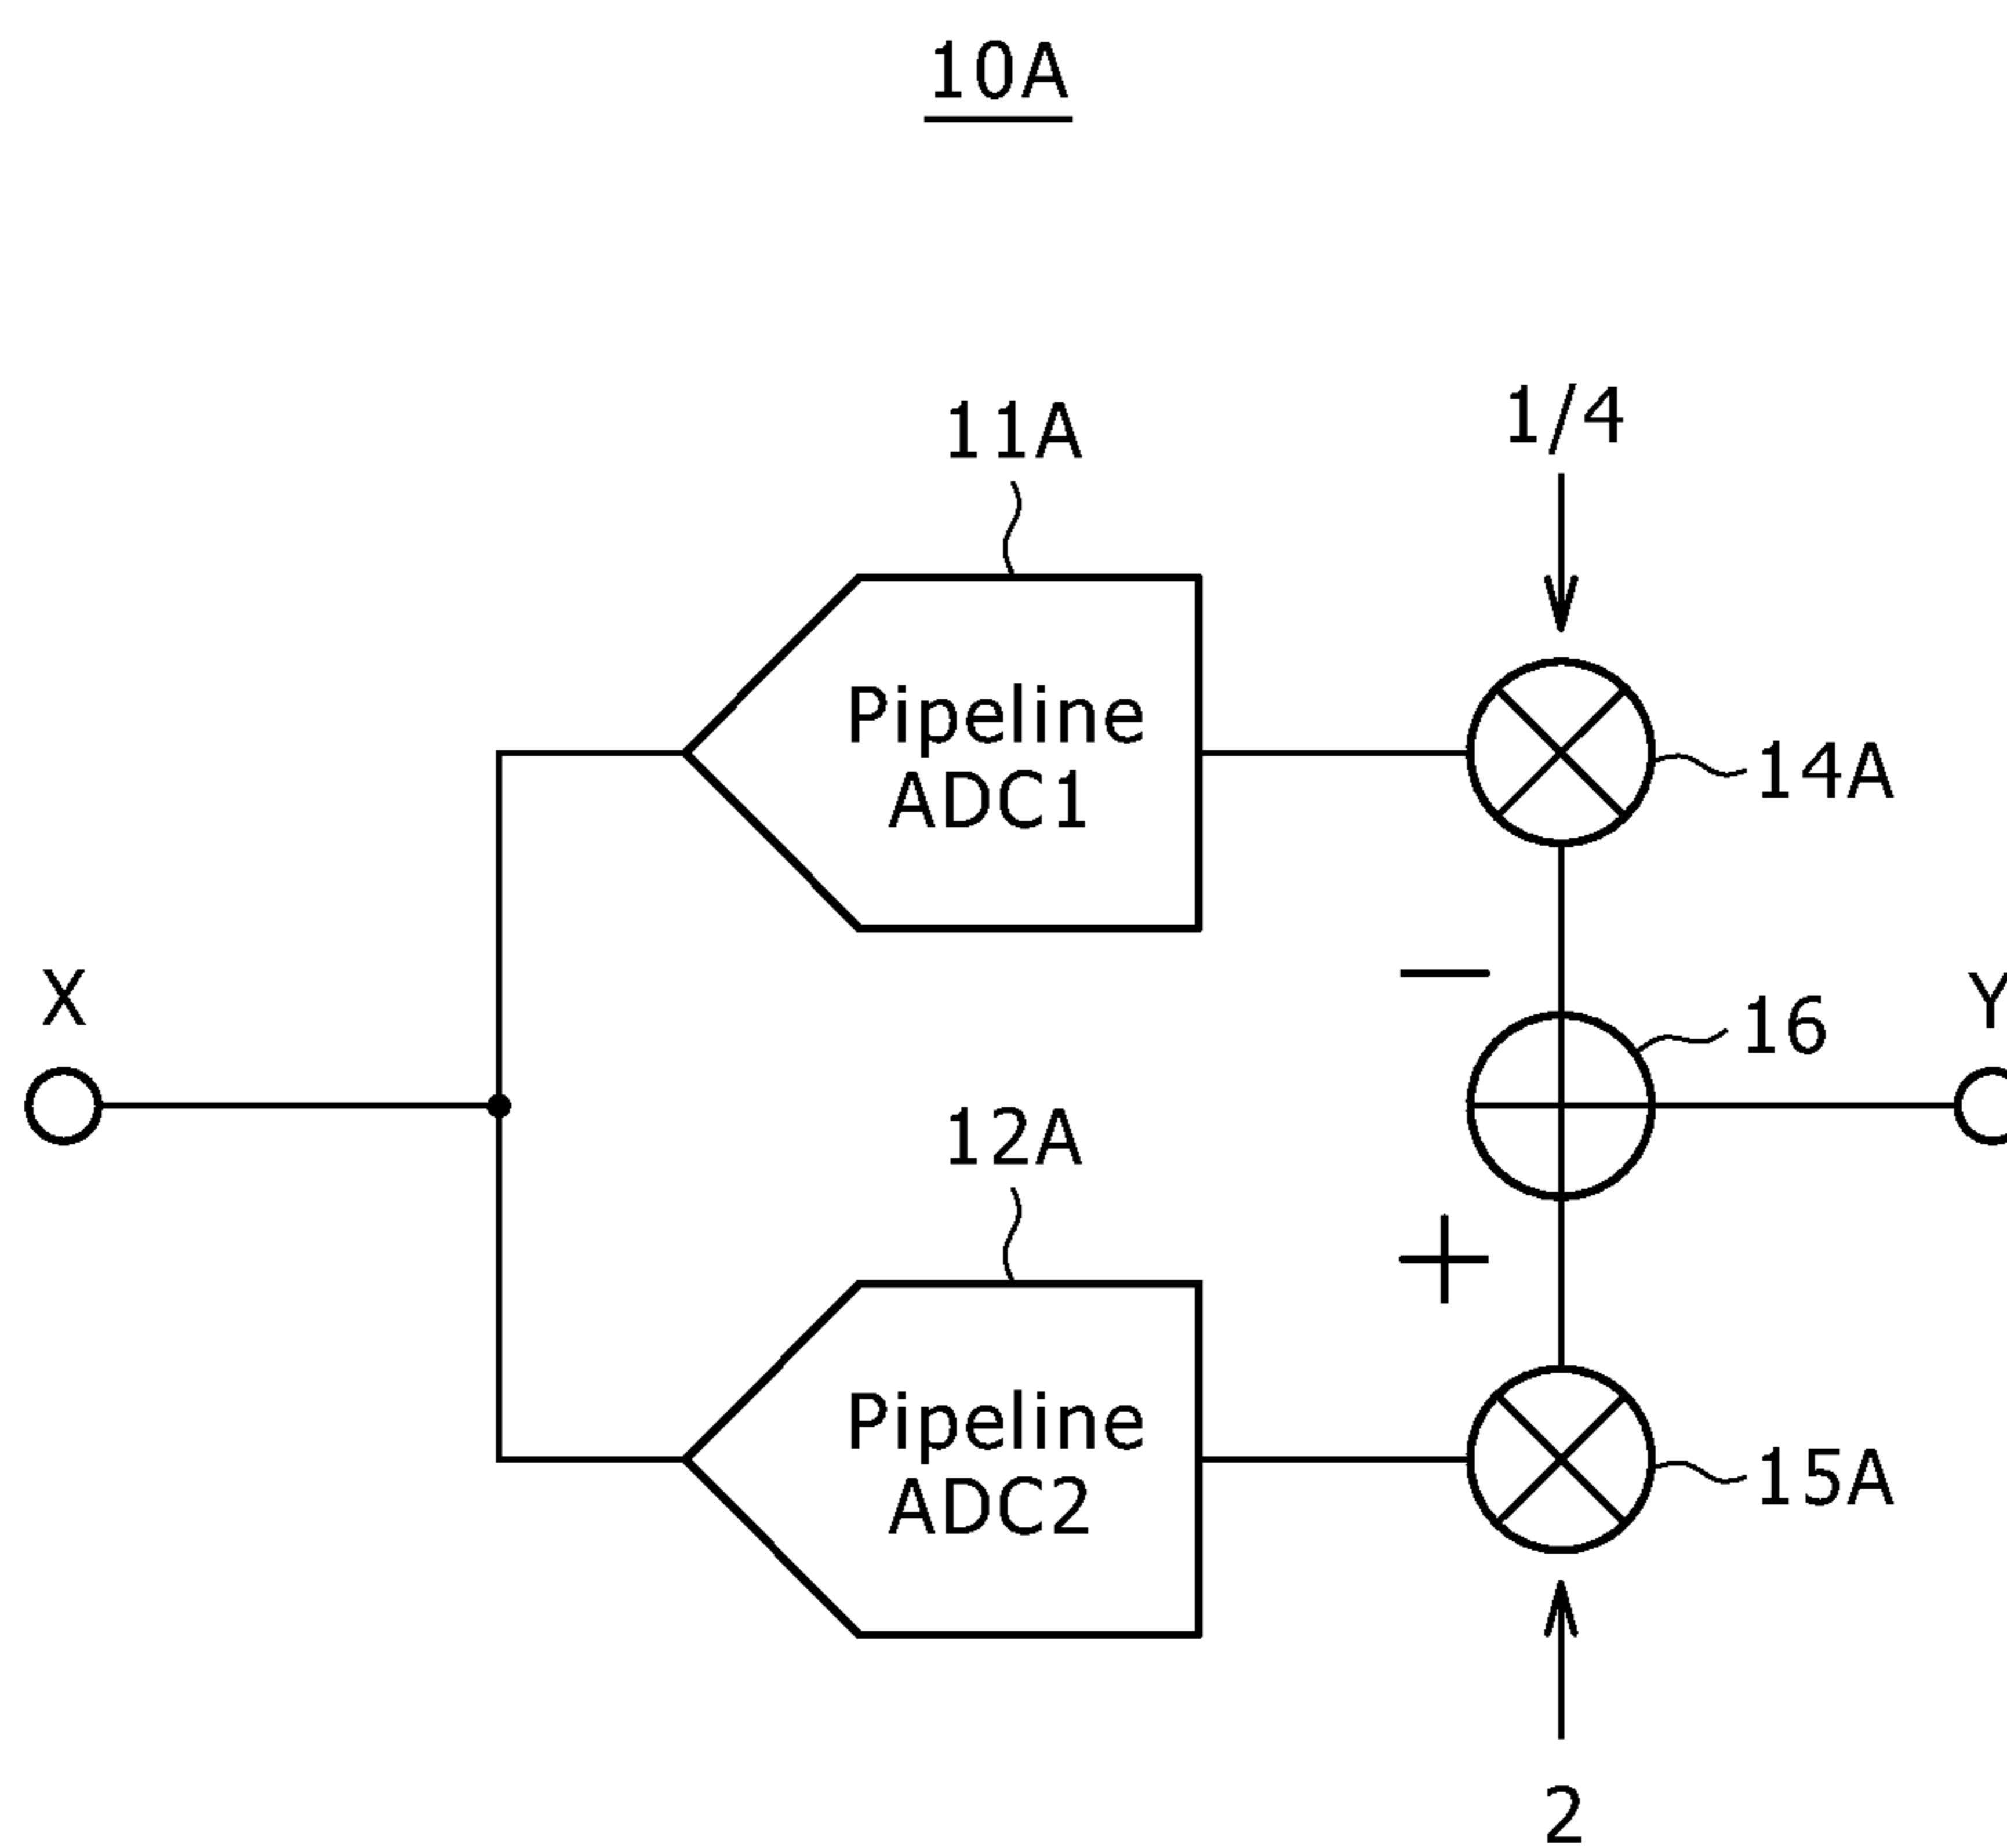 10A
11A
1/4
Pipeline
ADC1
14A
−
X
16
Y
12A
+
Pipeline
ADC2
15A
2